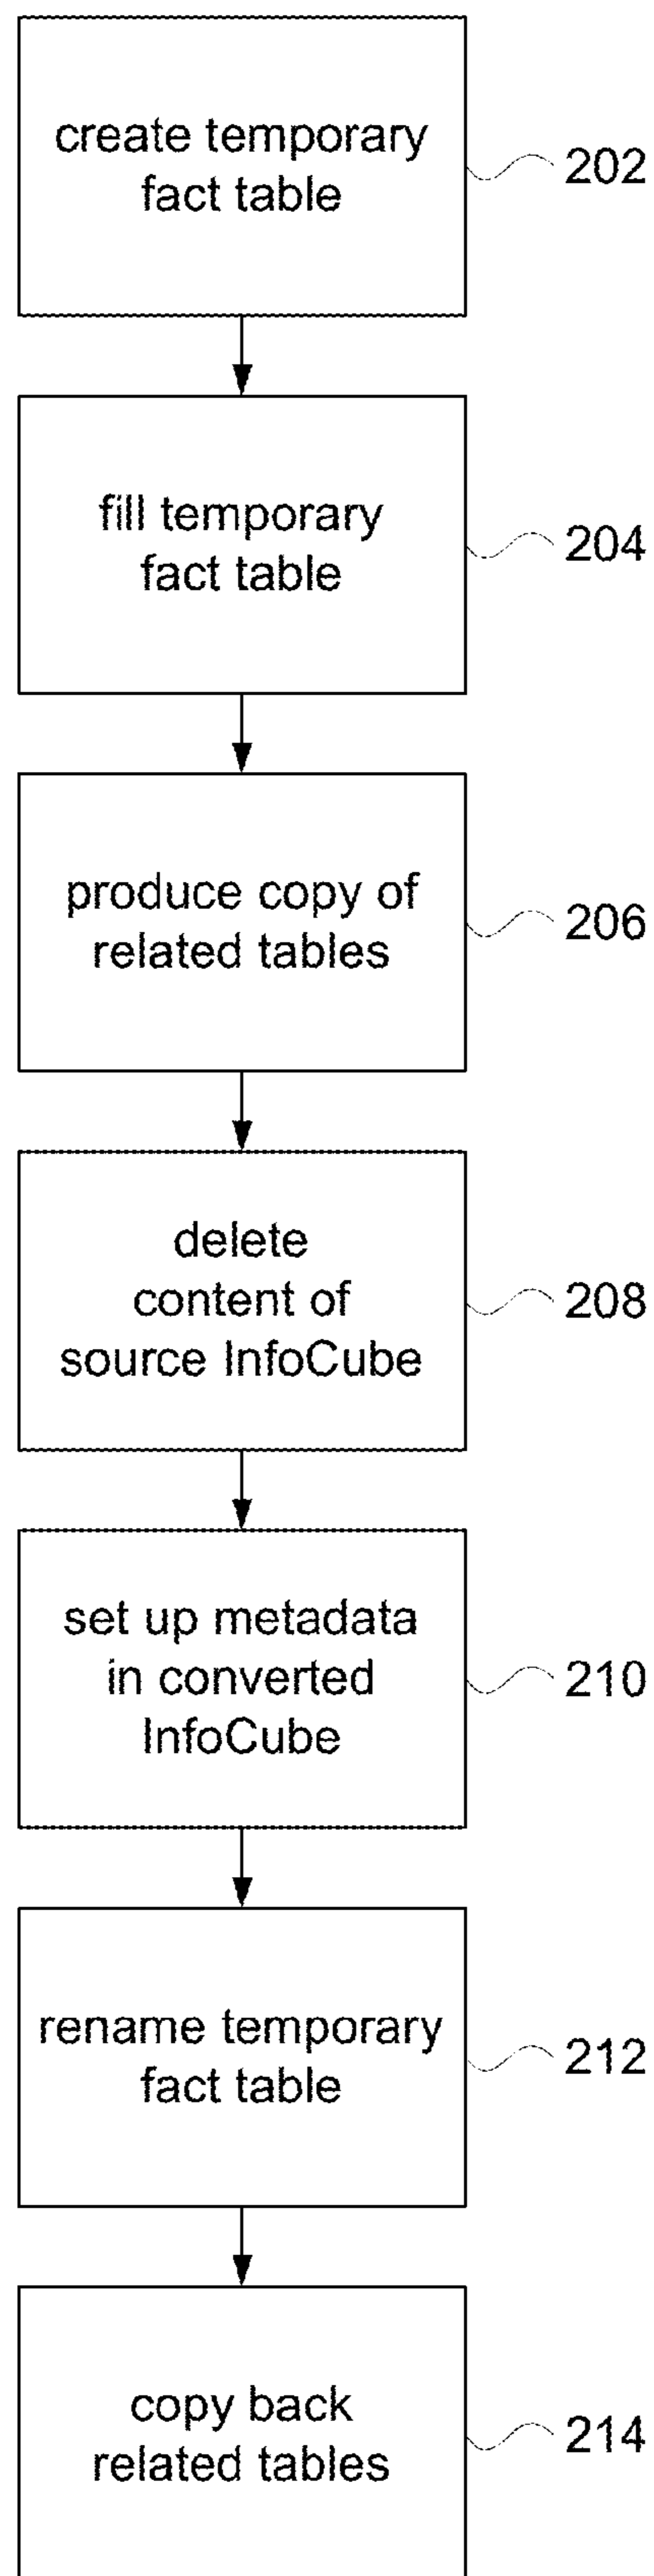 create temporary
fact table
202
fill temporary
fact table
204
produce copy of
related tables
206
delete
content of
source InfoCube
208
set up metadata
in converted
InfoCube
210
rename temporary
fact table
212
copy back
related tables
214